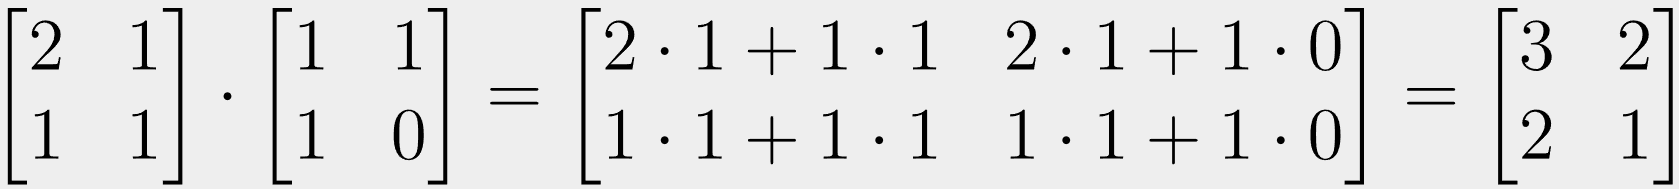 [2 1; 1 1] · [1 1; 1 0] = [2 · 1 + 1 · 1 2 · 1 + 1 · 0; 1 · 1 + 1 · 1 1 · 1 + 1 · 0] = [3 2; 2 1]